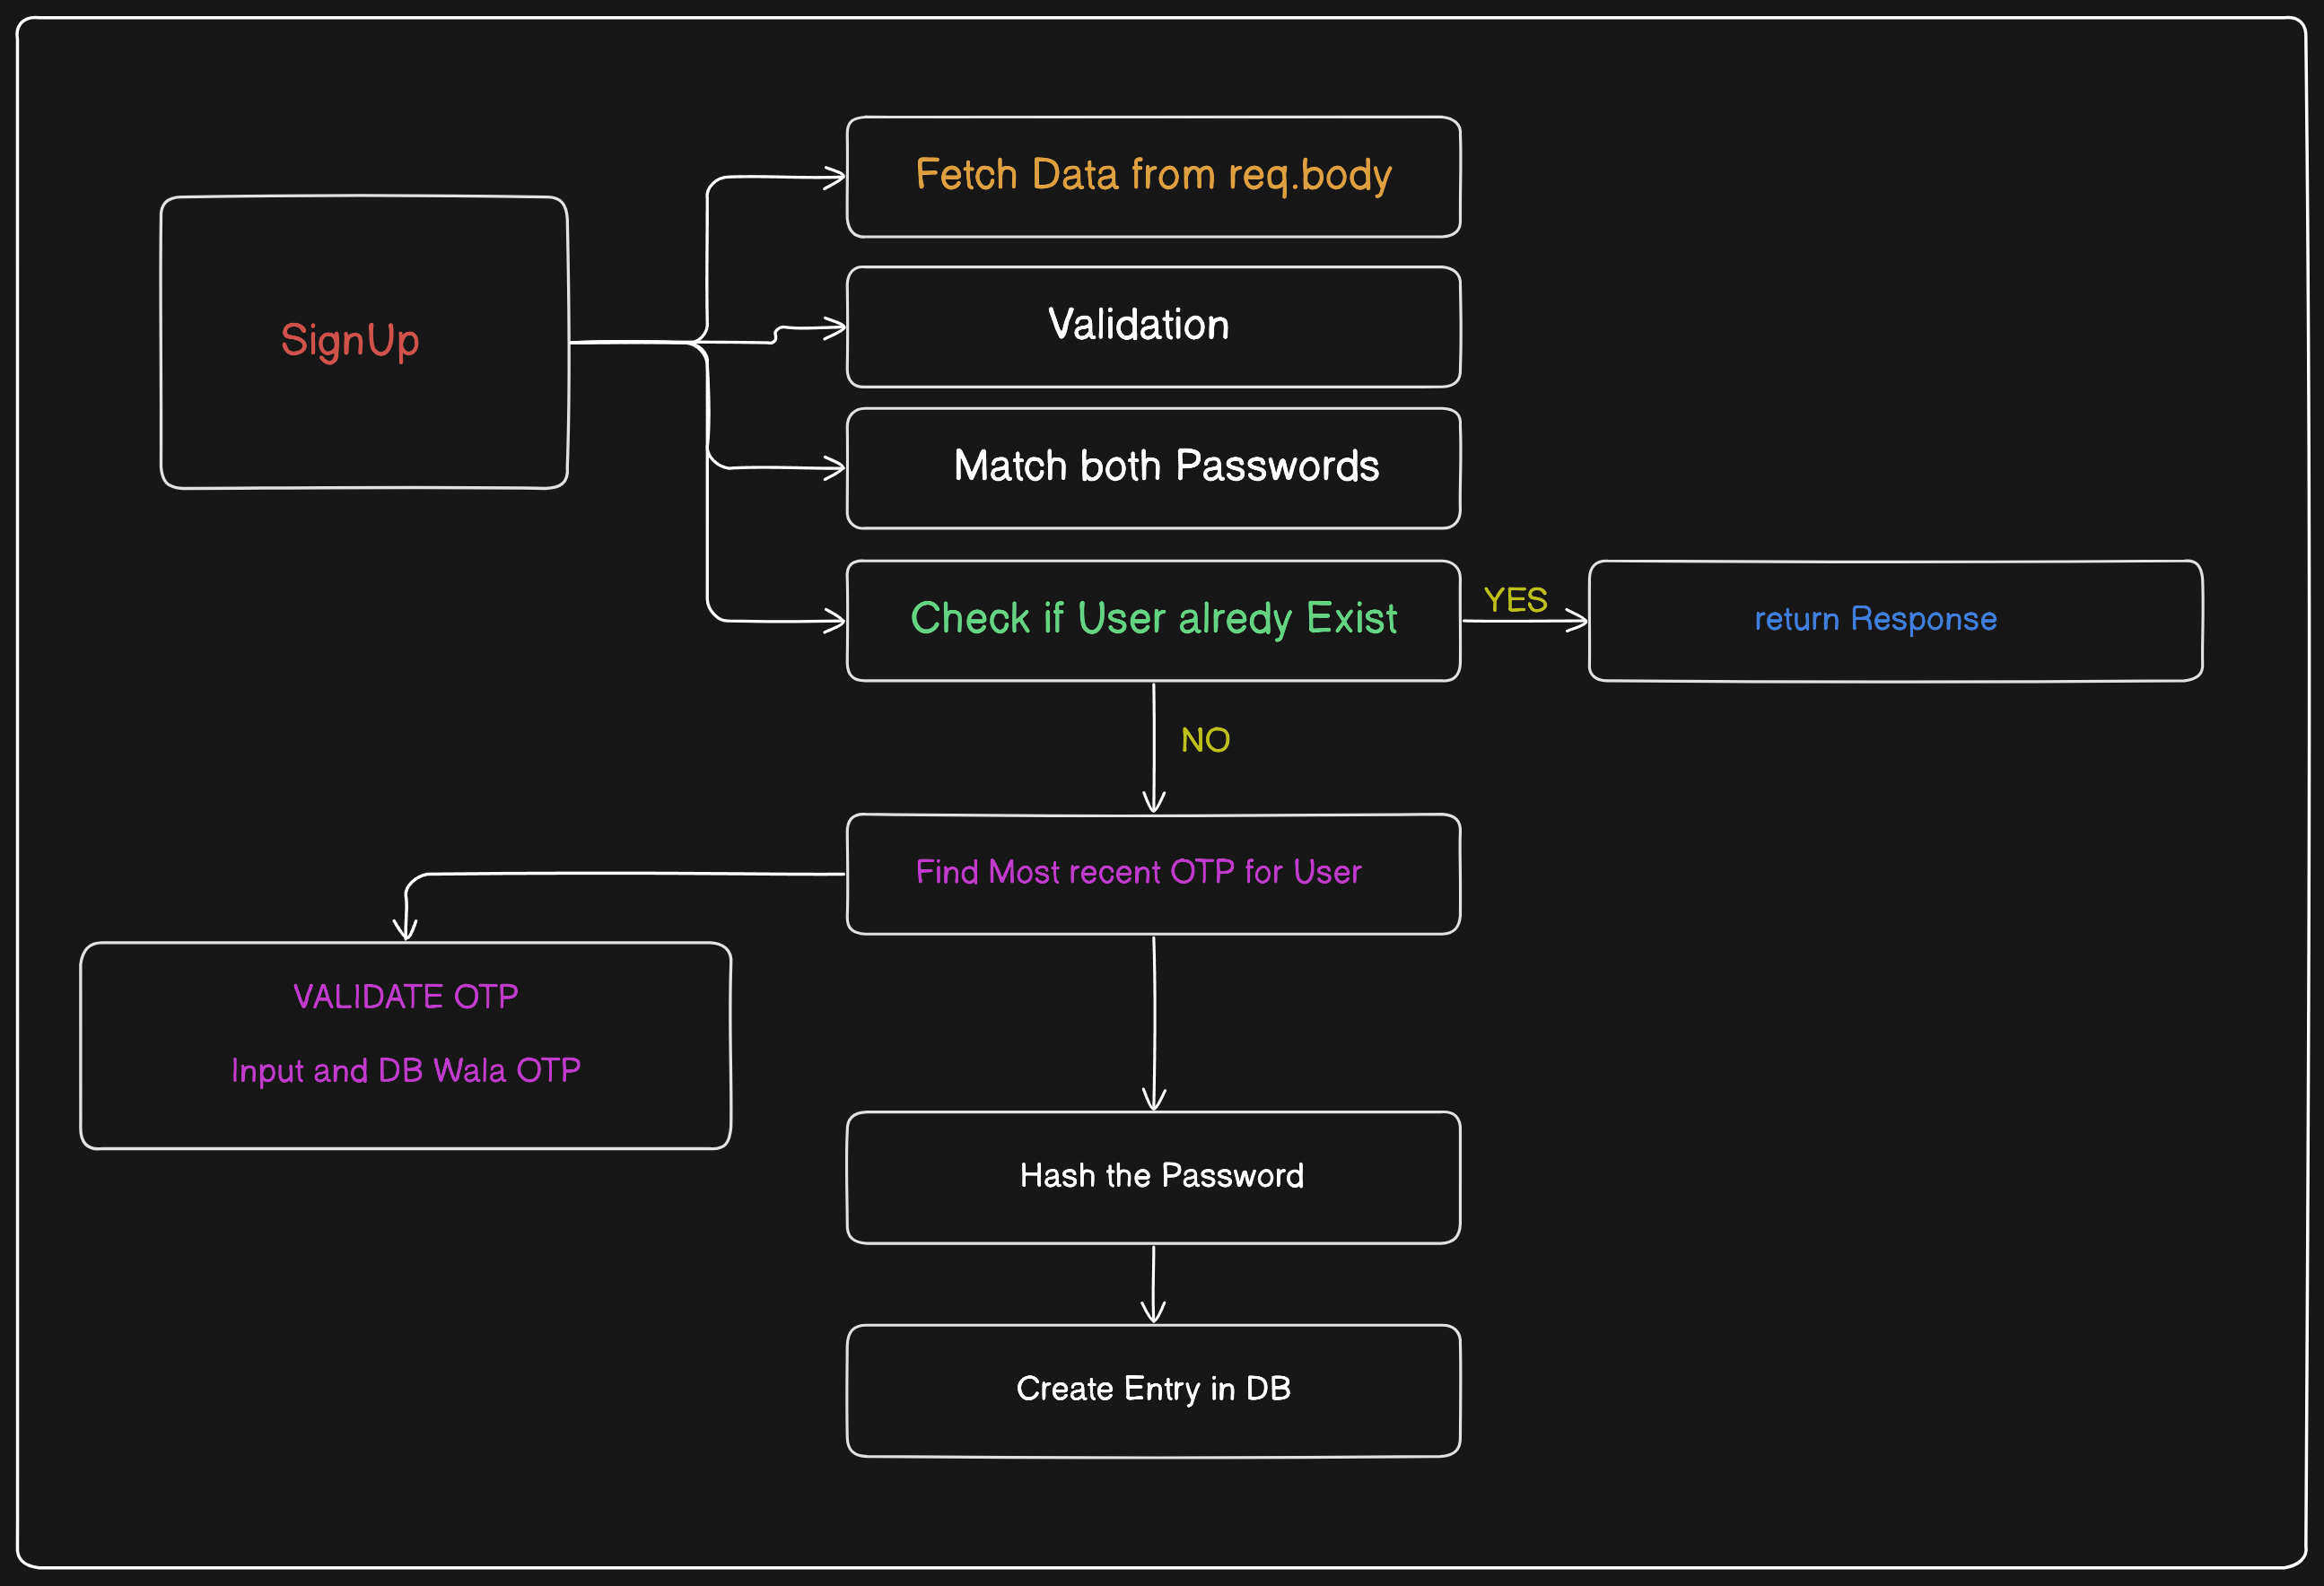 SignUp
Fetch Data from req.body
Validation
Match both Passwords
Check if User alredy Exist
YES
return Response
NO
Find Most recent OTP for User
VALIDATE OTP
Input and DB Wala OTP
Hash the Password
Create Entry in DB